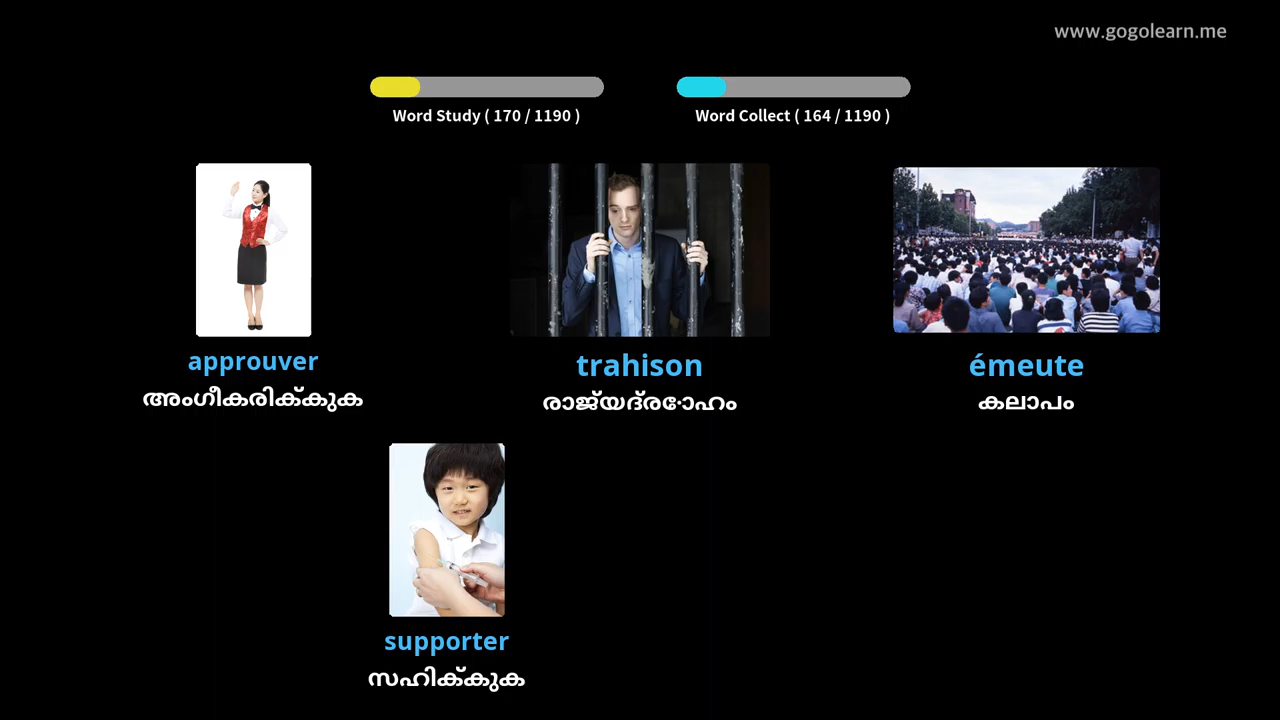 www.gogolearn.me
Word Study ( 170 / 1190 )
Word Collect ( 164 / 1190 )
approuver
അംഗീകരിക്കുക
trahison
രാജ്യദ്രോഹം
émeute
കലാപം
supporter
സഹിക്കുക